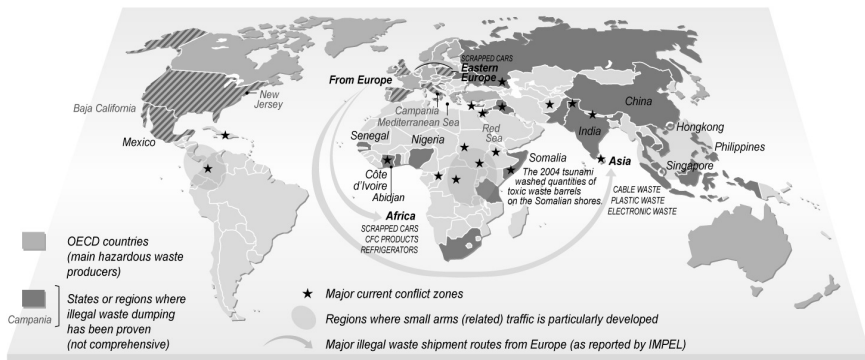 SCRAPPED CARS
Eastern
Europe
From Europe
New
Jersey
Baja California
Campania
Mediterranean Sea
China
Mexico
Senegal
Nigeria
Red
Sea
India
Hongkong
Philippines
Côte
d'Ivoire
Abidjan
Somalia
The 2004 tsunami
washed quantities of
toxic waste barrels
on the Somalian shores.
Asia
Singapore
CABLE WASTE
PLASTIC WASTE
ELECTRONIC WASTE
Africa
SCRAPPED CARS
CFC PRODUCTS
REFRIGERATORS
OECD countries
(main hazardous waste
producers)
Campania
States or regions where
illegal waste dumping
has been proven
(not comprehensive)
Major current conflict zones
Regions where small arms (related) traffic is particularly developed
Major illegal waste shipment routes from Europe (as reported by IMPEL)